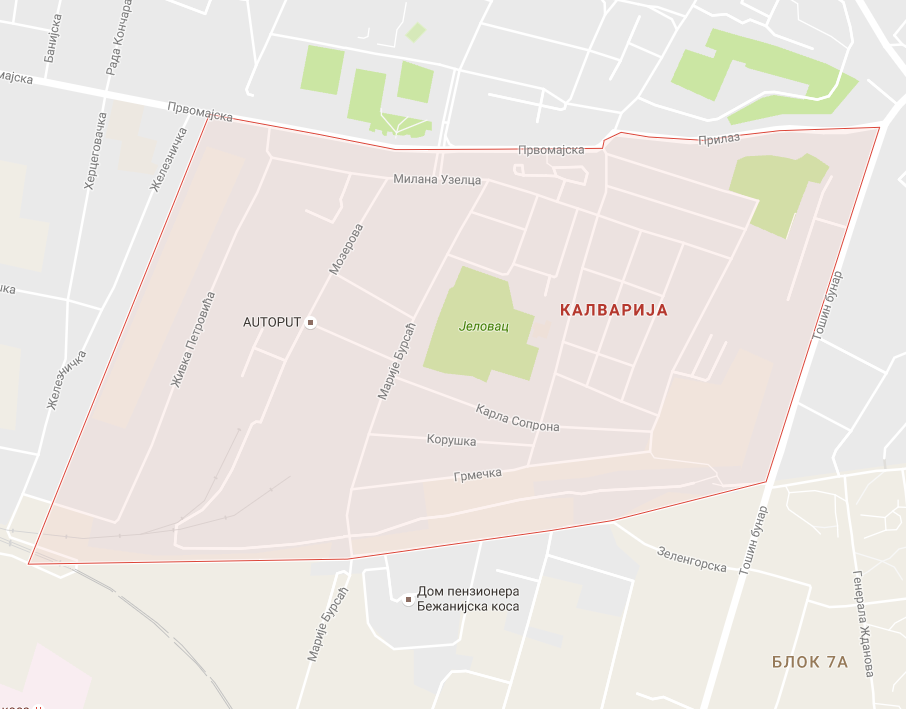 Банијска
Рада Кончара
мајска
Првомајска
Херцеговачка
Железничка
Првомајска
Прилаз
Милана Узелца
Мозерова
ка
Живка Петровића
AUTOPUT
Јеловац
КАЛВАРИЈА
Тошин бунар
Марије Бурсаћ
Железничка
Карла Сопрона
Корушка
Грмечка
Тошин бунар
Зеленгорска
Марије Бурсаћ
Дом пензионера
Бежанијска коса
Генерала Жданова
БЛОК 7А